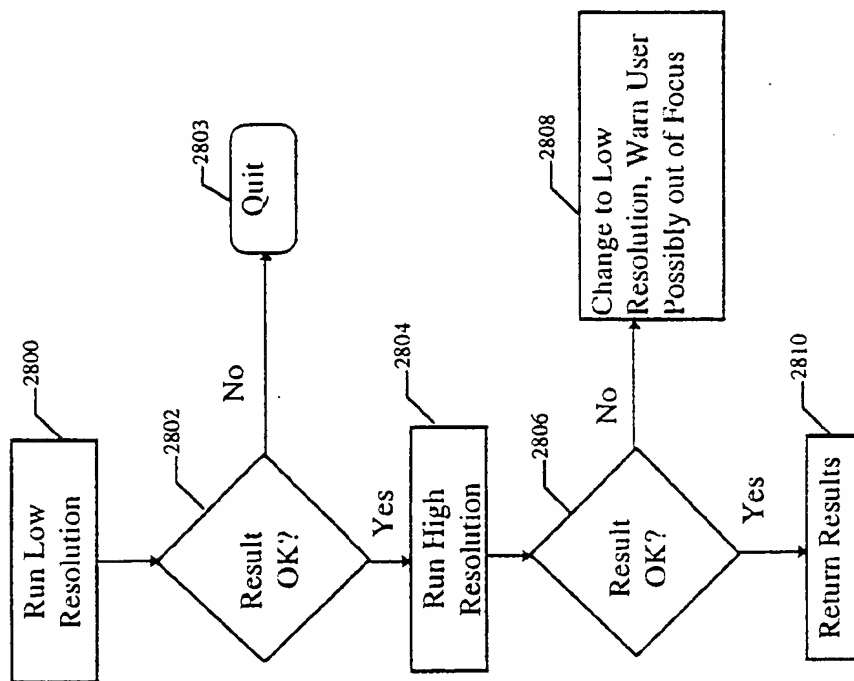 Run Low
Resolution
2800
Result
OK?
2802
No
Quit
2803
Yes
Run High
Resolution
2804
Result
OK?
2806
No
Change to Low
Resolution, Warn User
Possibly out of Focus
2808
Yes
Return Results
2810